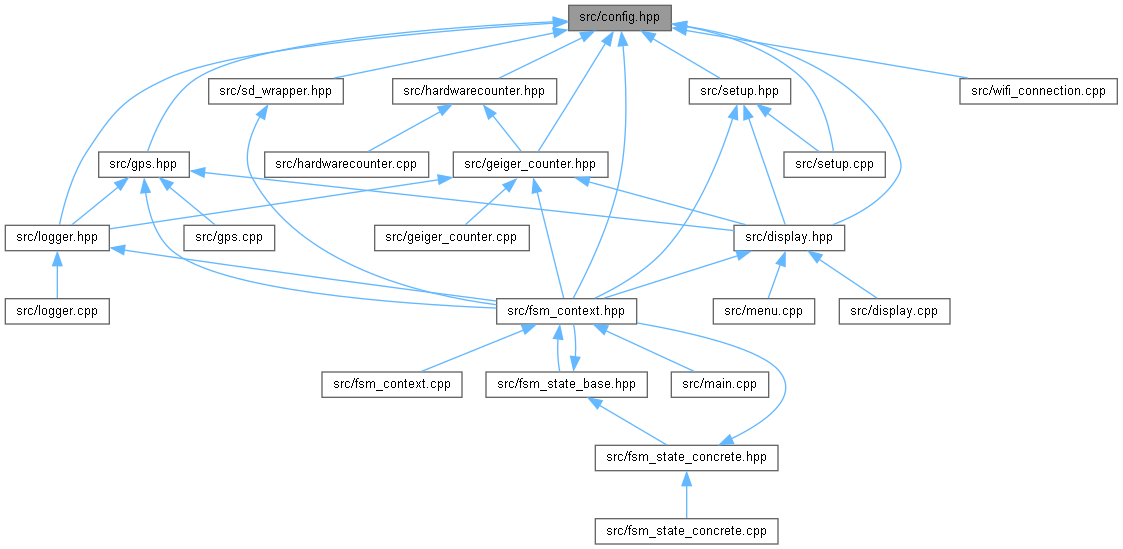 src/config.hpp
src/sd_wrapper.hpp
src/hardwarecounter.hpp
src/setup.hpp
src/wifi_connection.cpp
src/gps.hpp
src/hardwarecounter.cpp
src/geiger_counter.hpp
src/setup.cpp
src/logger.hpp
src/gps.cpp
src/geiger_counter.cpp
src/display.hpp
src/logger.cpp
src/fsm_context.hpp
src/menu.cpp
src/display.cpp
src/fsm_context.cpp
src/fsm_state_base.hpp
src/main.cpp
src/fsm_state_concrete.hpp
src/fsm_state_concrete.cpp